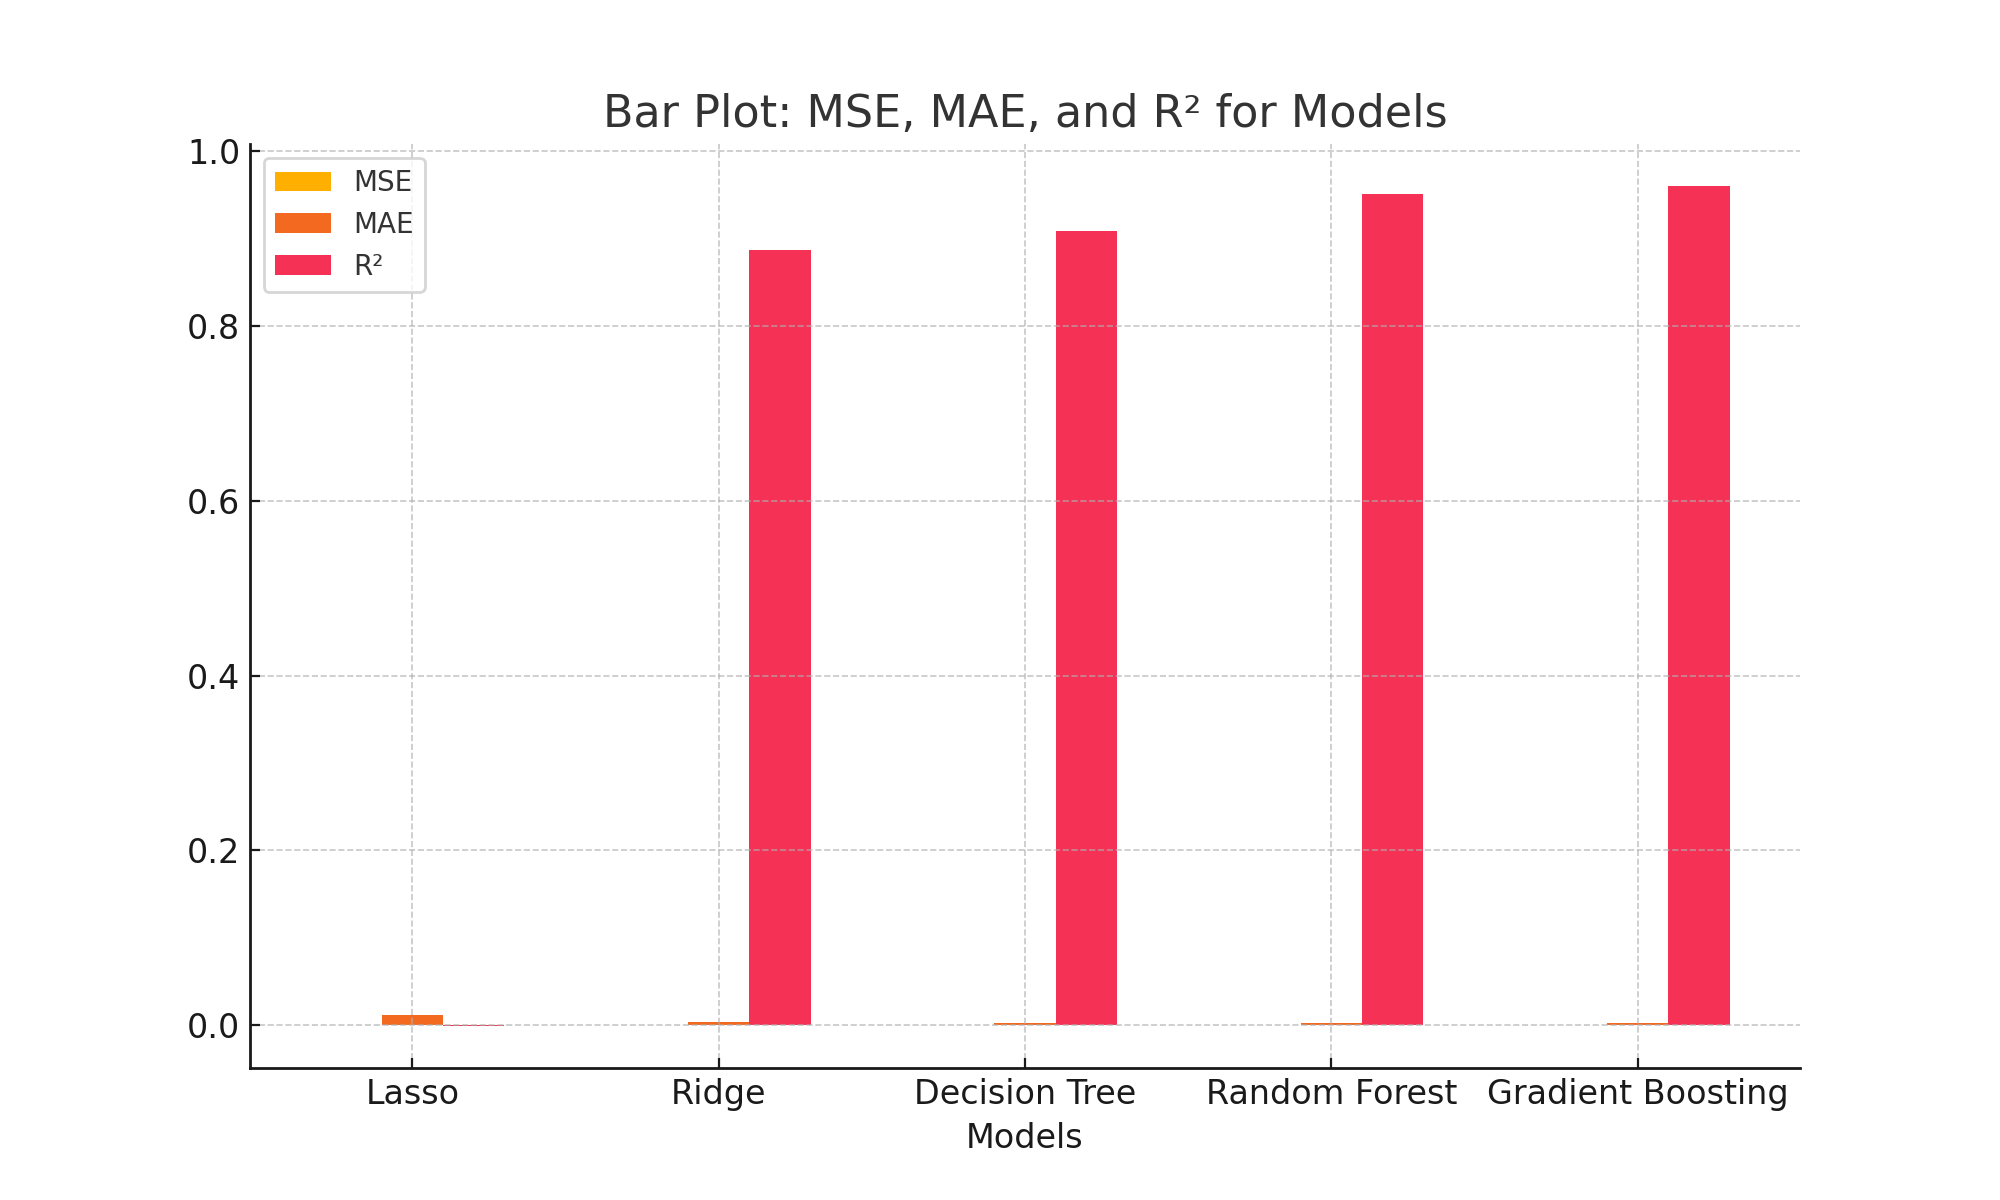 Bar Plot: MSE, MAE, and R² for Models
1.0
0.8
0.6
0.4
0.2
0.0
MSE
MAE
R²
Lasso
Ridge
Decision Tree
Random Forest
Gradient Boosting
Models